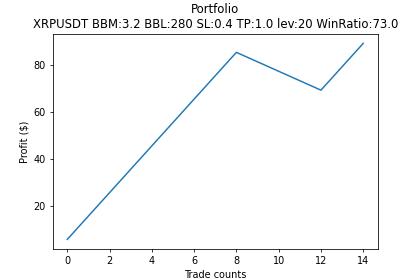 Portfolio
XRPUSDT BBM:3.2 BBL:280 SL:0.4 TP:1.0 lev:20 WinRatio:73.0
80
60
40
20
Profit ($)
0 2 4 6 8 10 12 14
Trade counts